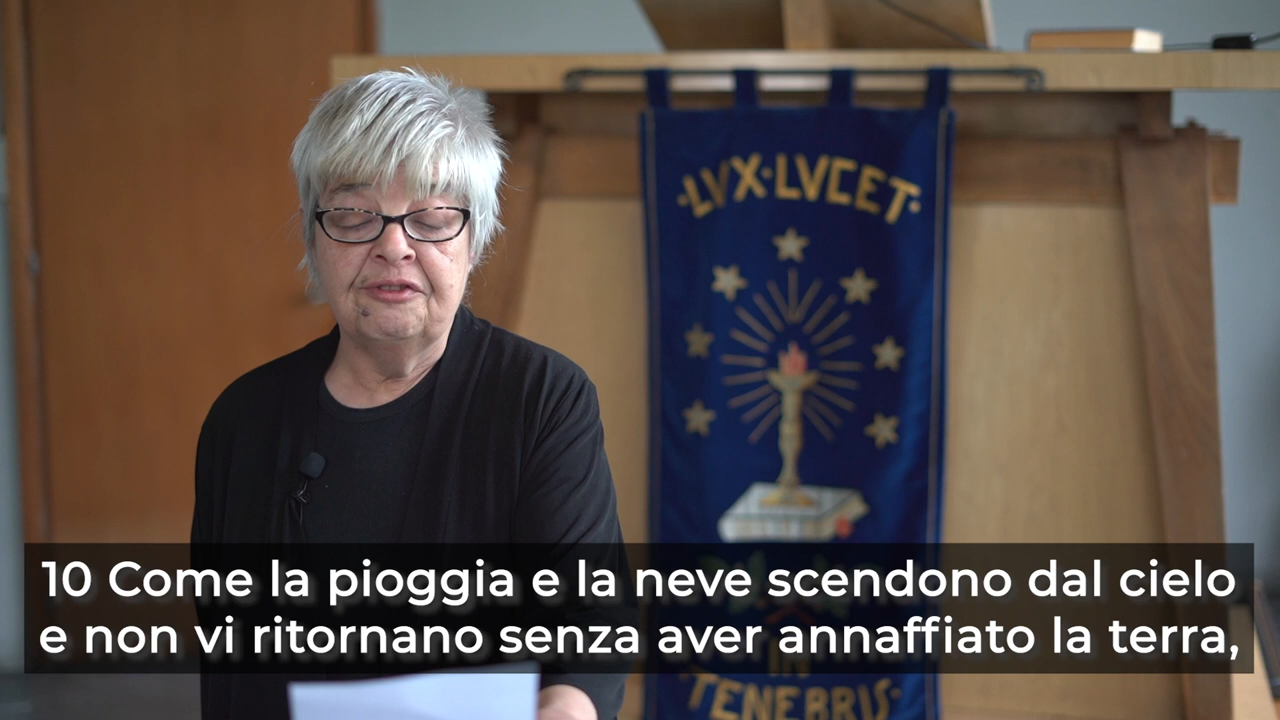 ·LVX·LVCET·
10 Come la pioggia e la neve scendono dal cielo
e non vi ritornano senza aver annaffiato la terra,
IN
·TENEBRIS·